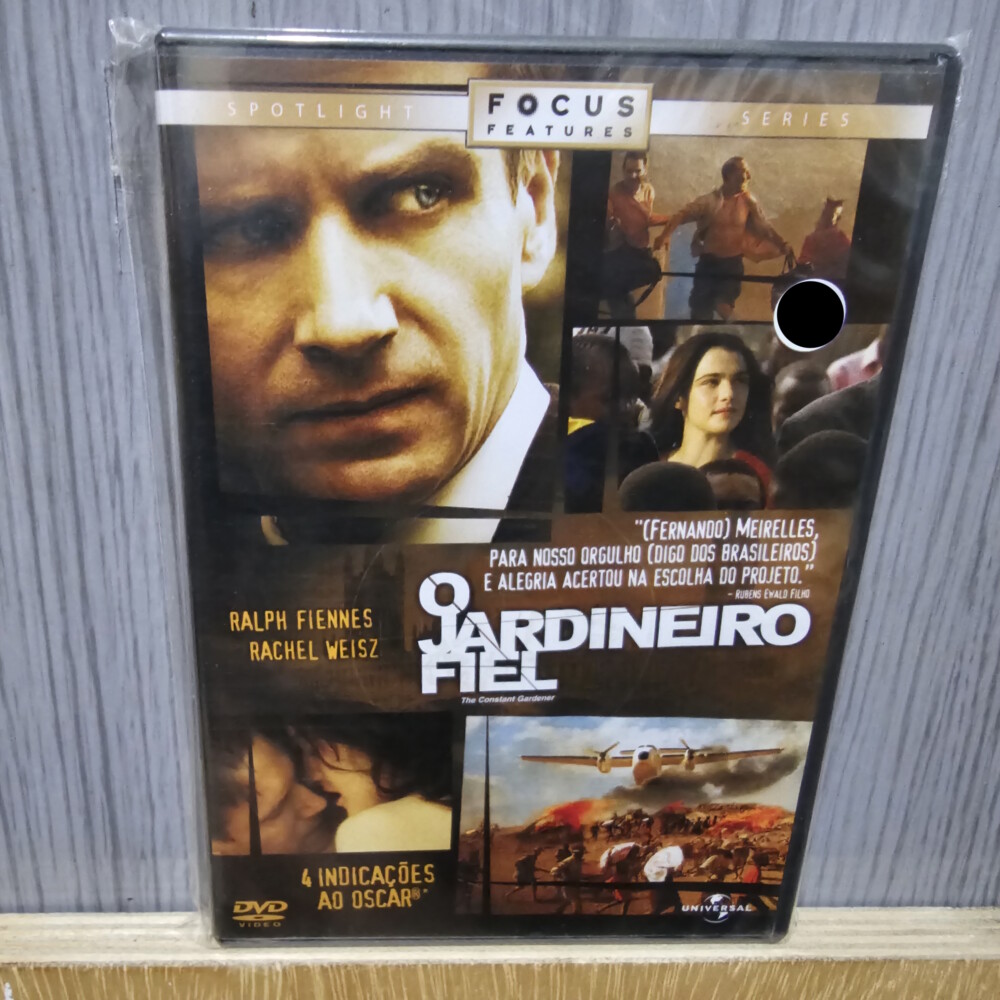 SPOTLIGHT
FOCUS
FEATURES
SERIES
"(FERNANDO) MEIRELLES,
PARA NOSSO ORGULHO (DIGO DOS BRASILEIROS)
E ALEGRIA ACERTOU NA ESCOLHA DO PROJETO."
- RUBENS EWALD FILHO
RALPH FIENNES
RACHEL WEISZ
O
JARDINEIRO
FIEL
The Constant Gardener
4 INDICAÇÕES
AO OSCAR®*
DVD
VIDEO
UNIVERSAL